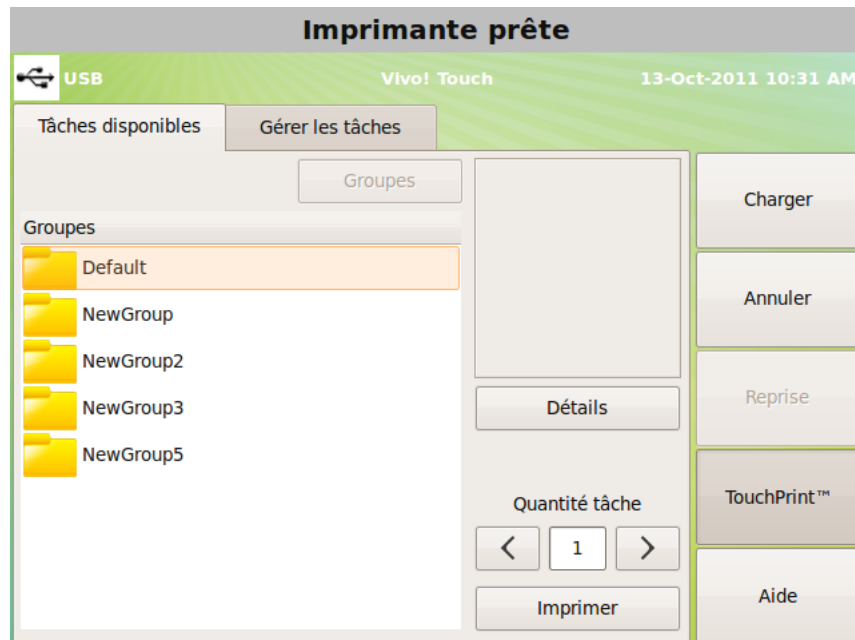 Imprimante prête
USB Vivo! Touch 13-Oct-2011 10:31 AM
Tâches disponibles
Gérer les tâches
Groupes
Groupes
Default
NewGroup
NewGroup2
NewGroup3
NewGroup5
Détails
Quantité tâche
1
Imprimer
Charger
Annuler
Reprise
TouchPrint™
Aide